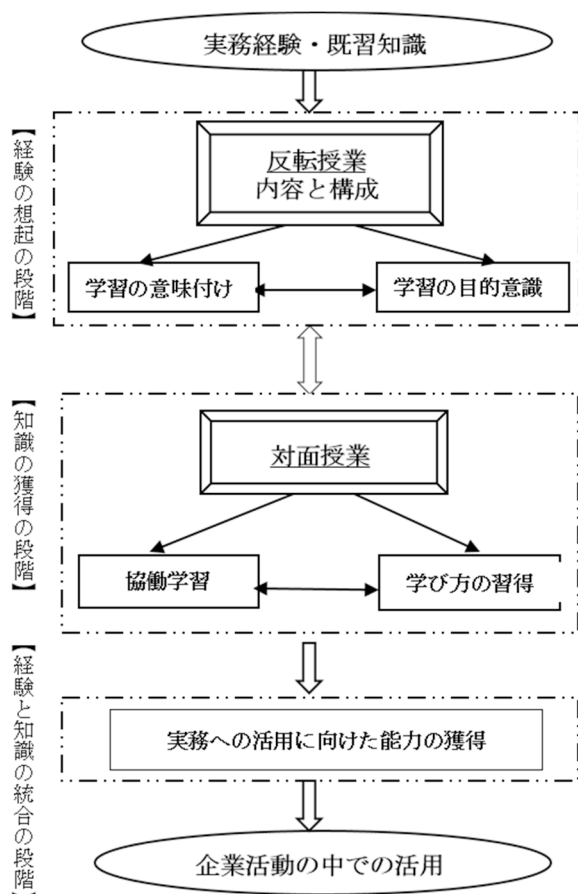 実務経験・既習知識
【経験の想起の段階】
反転授業
内容と構成
学習の意味付け
学習の目的意識
【知識の獲得の段階】
対面授業
協働学習
学び方の習得
【経験と知識の統合の段階】
実務への活用に向けた能力の獲得
企業活動の中での活用